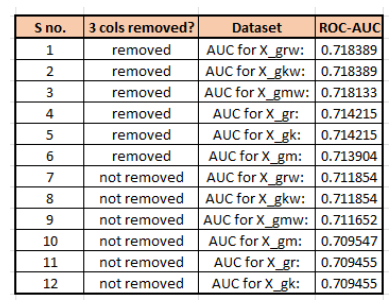 S no. 3 cols removed? Dataset ROC-AUC
1 removed AUC for X_grw: 0.718389
2 removed AUC for X_gkw: 0.718389
3 removed AUC for X_gmw: 0.718133
4 removed AUC for X_gr: 0.714215
5 removed AUC for X_gk: 0.714215
6 removed AUC for X_gm: 0.713904
7 not removed AUC for X_grw: 0.711854
8 not removed AUC for X_gkw: 0.711854
9 not removed AUC for X_gmw: 0.711652
10 not removed AUC for X_gm: 0.709547
11 not removed AUC for X_gr: 0.709455
12 not removed AUC for X_gk: 0.709455